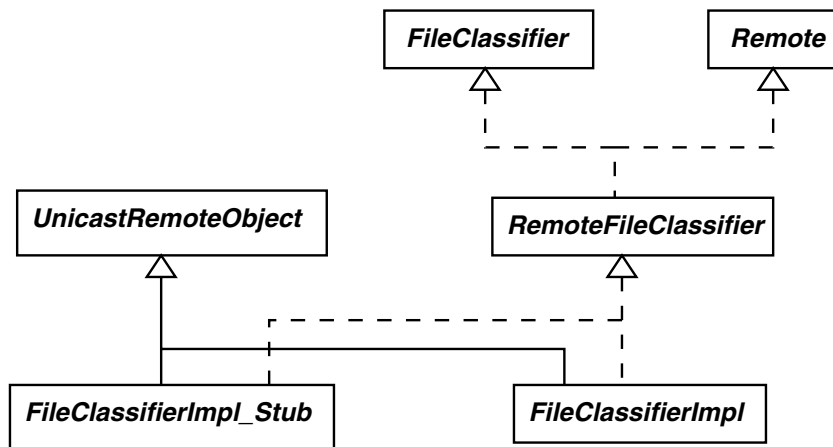 FileClassifier
Remote
UnicastRemoteObject
RemoteFileClassifier
FileClassifierImpl_Stub
FileClassifierImpl